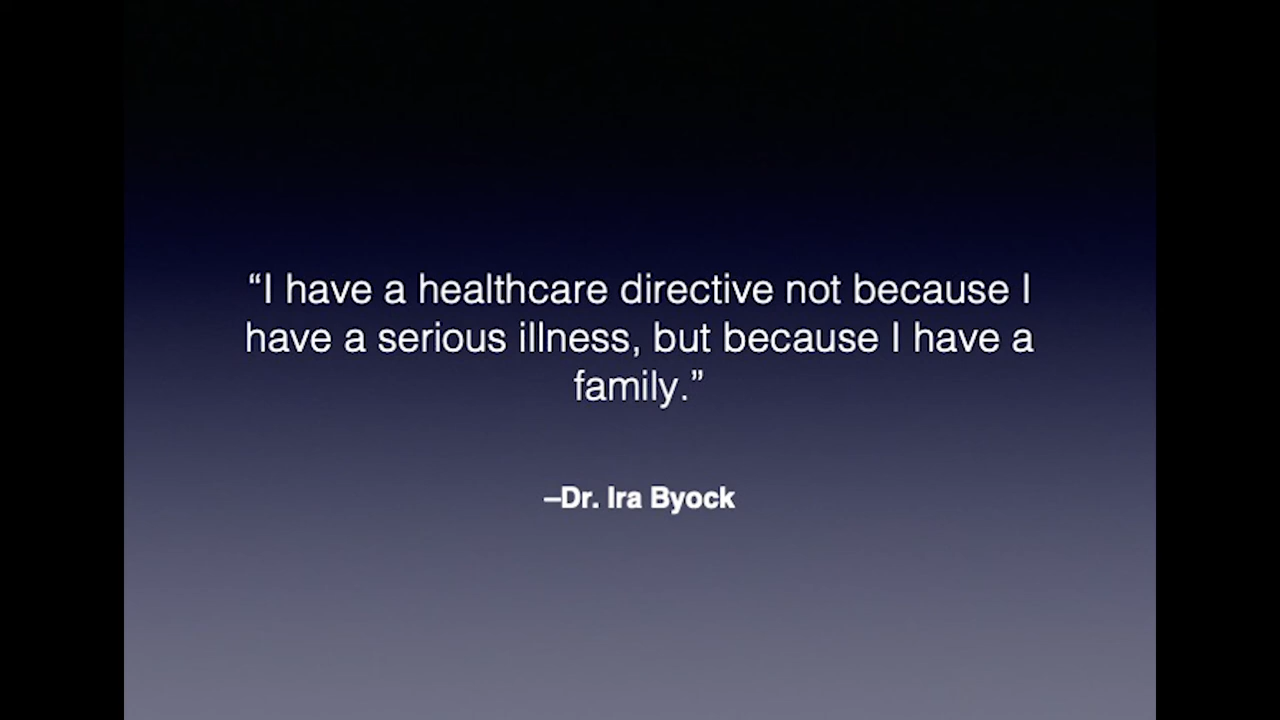 “I have a healthcare directive not because I
have a serious illness, but because I have a
family.”
–Dr. Ira Byock